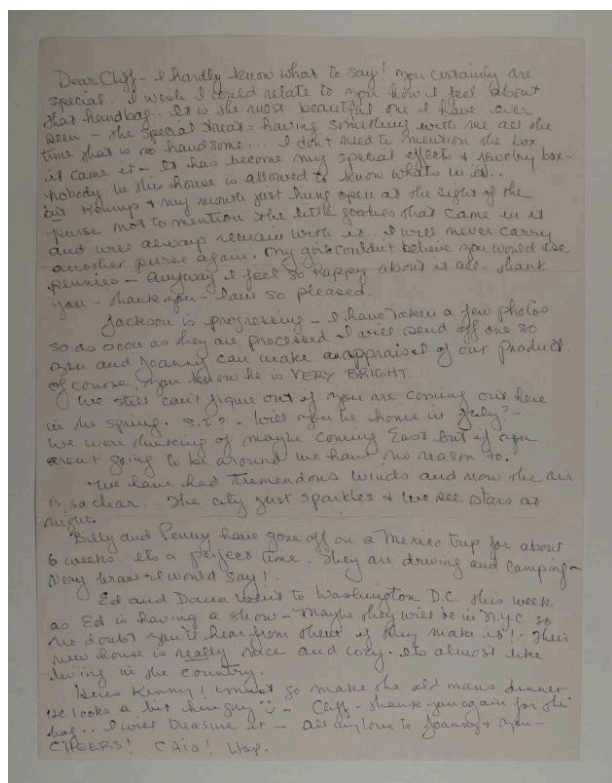 Dear Cliff - I hardly know what to say! You certainly are
special. I wish I could relate to you how I feel about
that handbag.. It is the most beautiful one I have ever
seen - the special treat = having something with me all the
time that is so handsome... I don't need to mention the box
it came it - It has become my special effects & jewelry box -
nobody in this house is allowed to know whats in it..
& my mouth just hung open at the sight of the
purse not to mention the little goodies that came in it
and will always remain with it. I will never carry
another purse again. My girls couldn't believe you would use
pennies - Anyway I feel so happy about it all. Thank
you - thank you - I am so pleased.
Jackson is progressing - I have taken a few photos
so as soon as they are processed I will send off one so
you and Joanny can make an appraisal of our product.
Of course, you know he is VERY BRIGHT.
We still can't figure out if you are coming out here
in the spring. Will you be home in July? -
We were thinking of maybe coming East but if you
aren't going to be around we have no reason to.
We have had tremendous winds and now the air
is so clear.. The city just sparkles & we see stars at
night.
Billy and Penny have gone off on a Mexico trip for about
6 weeks. its a perfect time. They are driving and camping -
Very brave I would say!
Ed and Dana went to Washington D.C. this week
as Ed is having a show - Maybe they will be in N.Y.C. so
no doubt you'll hear from them if they make it! - Their
new house is really nice and cozy. its almost like
living in the country.
Heres Kenny! I must go make the old mans dinner
He looks a bit hungry - Cliff - thank-you again for the
bag.. I will treasure it - All my love to Joanny & you -
CHEERS! CAIO! Hap.